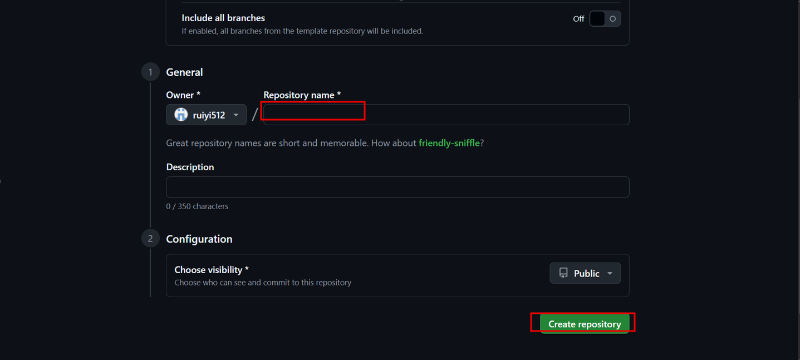 Include all branches
Off
If enabled, all branches from the template repository will be included.
1 General
Owner * Repository name *
ruiyi512 /
Great repository names are short and memorable. How about friendly-sniffle?
Description
0 / 350 characters
2 Configuration
Choose visibility *
Choose who can see and commit to this repository
Public
Create repository